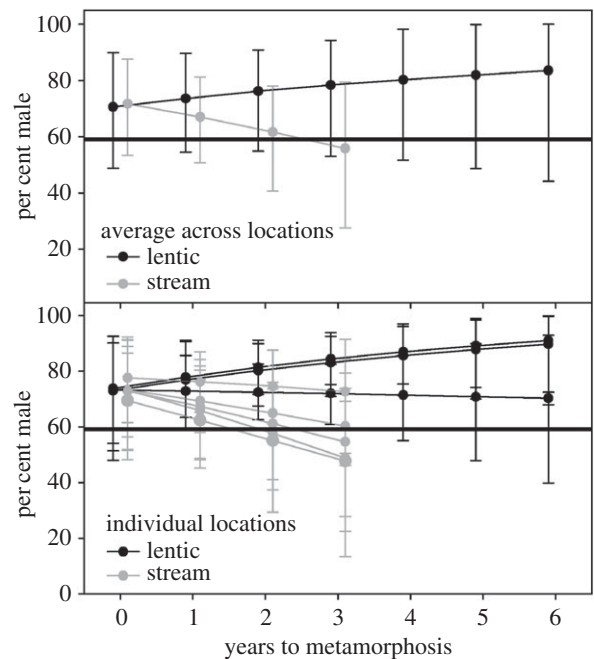 per cent male
100
80
60
40
20
average across locations
lentic
stream
per cent male
100
80
60
40
20
0
individual locations
lentic
stream
0 1 2 3 4 5 6
years to metamorphosis